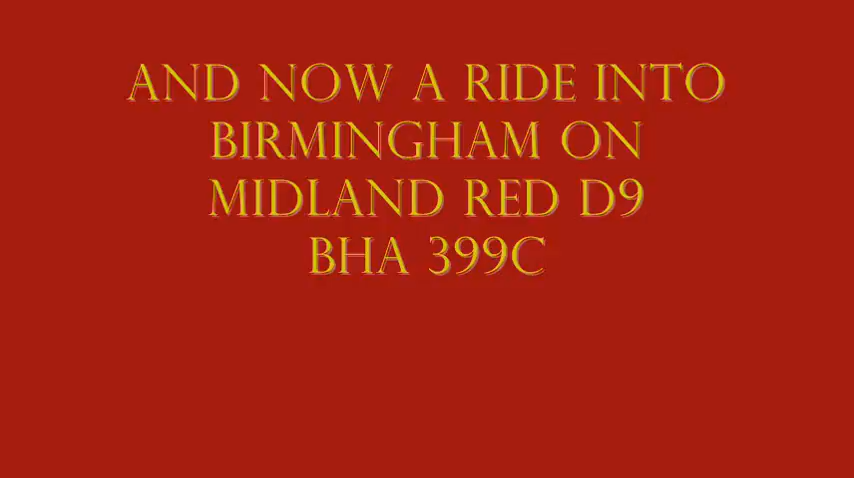 AND NOW A RIDE INTO
BIRMINGHAM ON
MIDLAND RED D9
BHA 399C